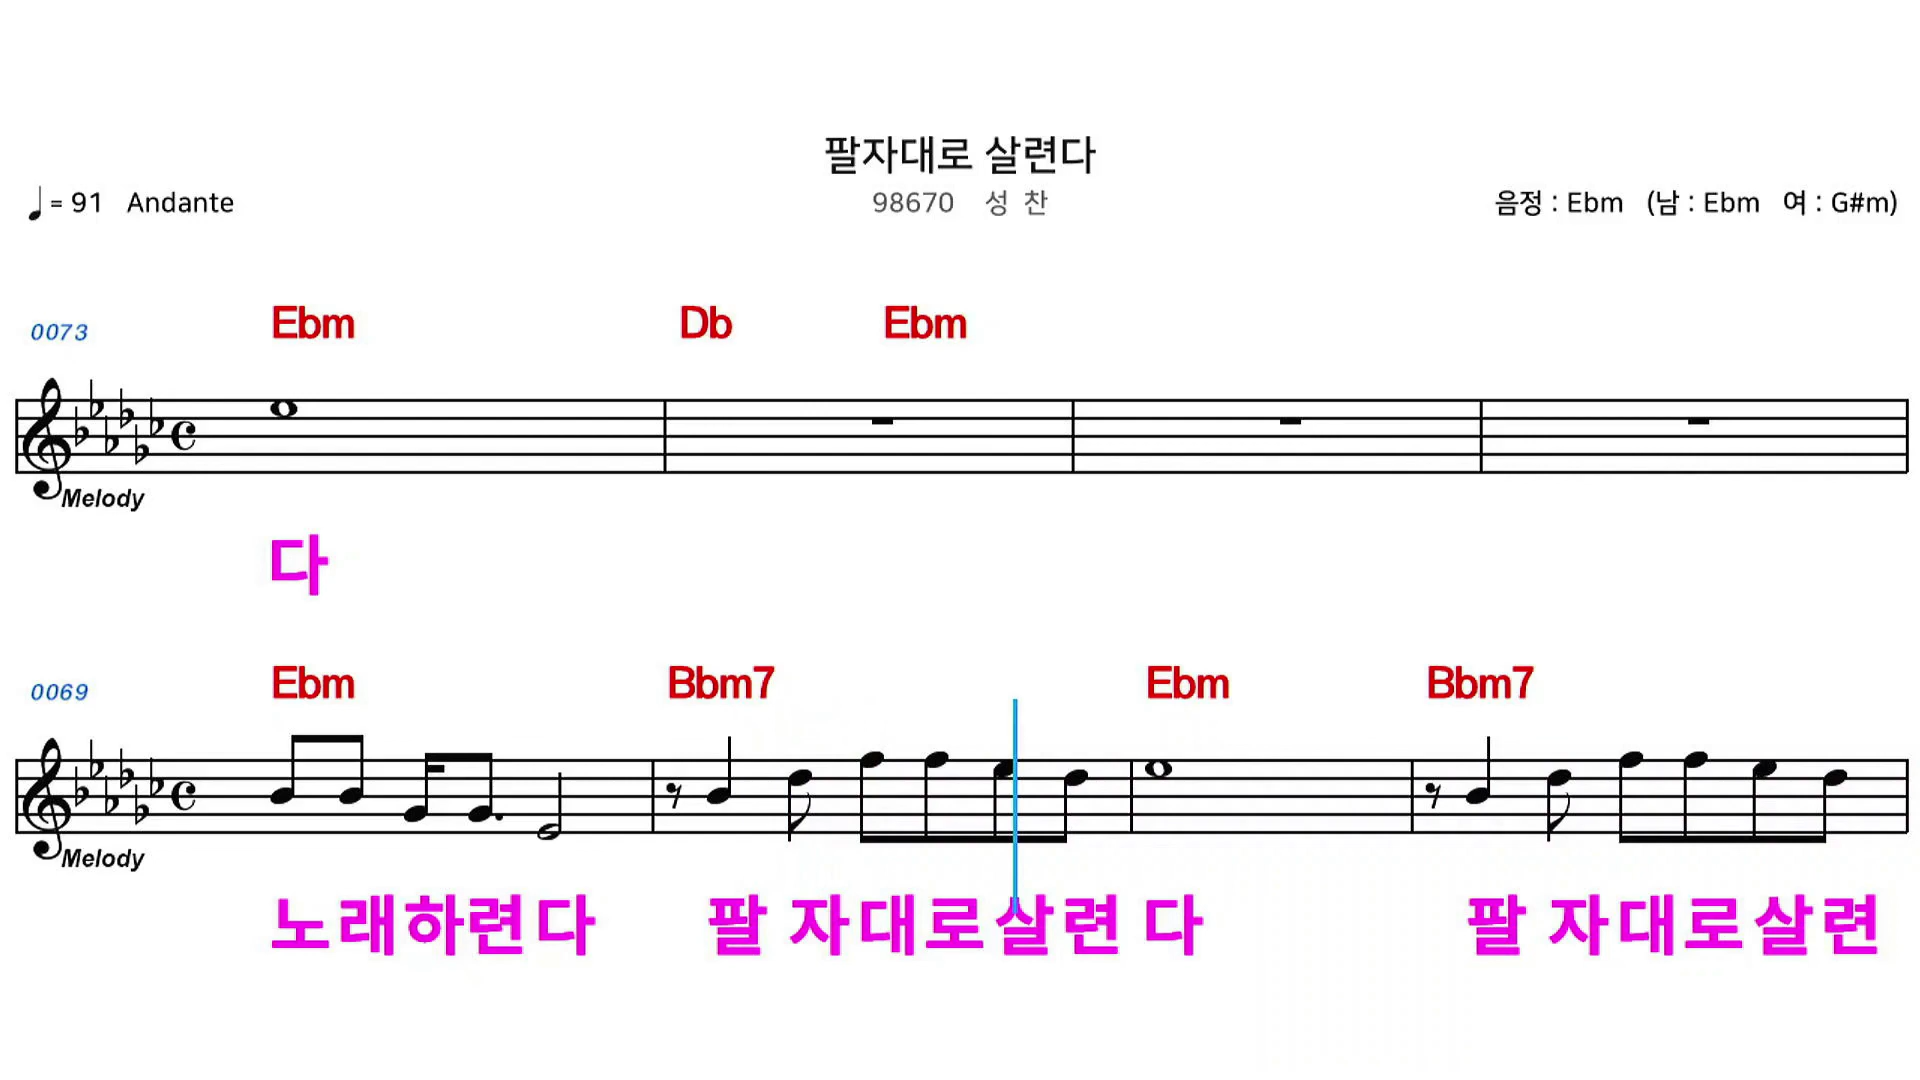 팔자대로 살련다
♩= 91 Andante 98670 성 찬 음정 : Ebm (남 : Ebm 여 : G#m)
0073 Ebm Db Ebm
Melody
다
0069 Ebm Bbm7 Ebm Bbm7
Melody
노래하련다 팔 자대로살련 다 팔 자대로살련